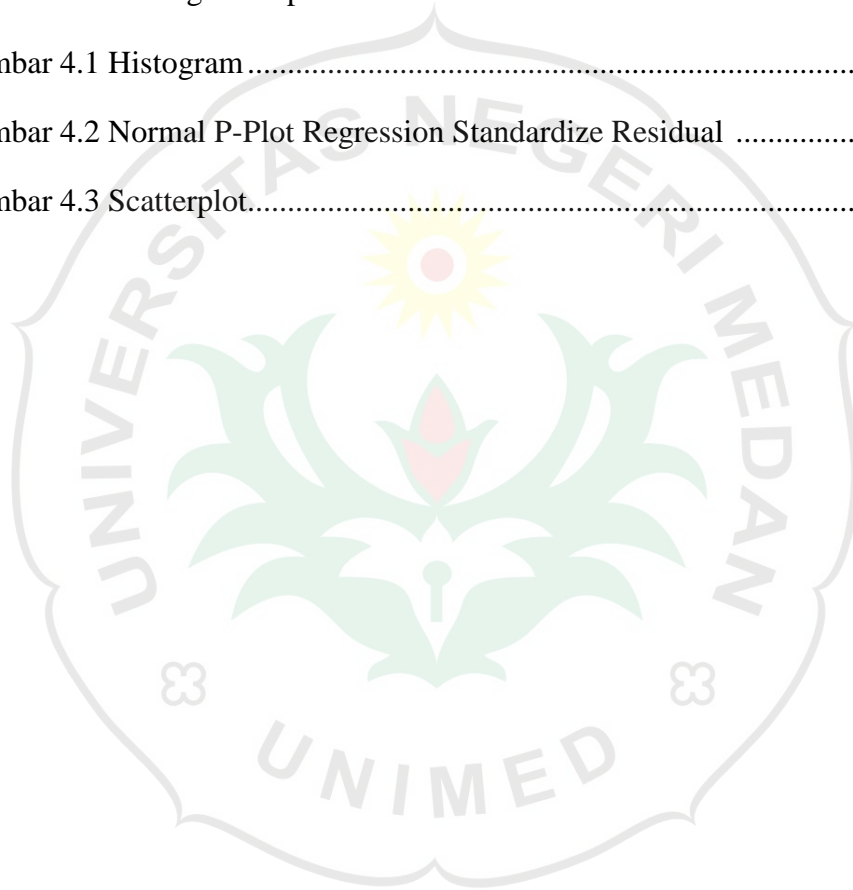 mbar 4.1 Histogram................................................................................
mbar 4.2 Normal P-Plot Regression Standardize Residual ...............
mbar 4.3 Scatterplot................................................................................
UNIVERSITAS NEGERI MEDAN
UNIMED